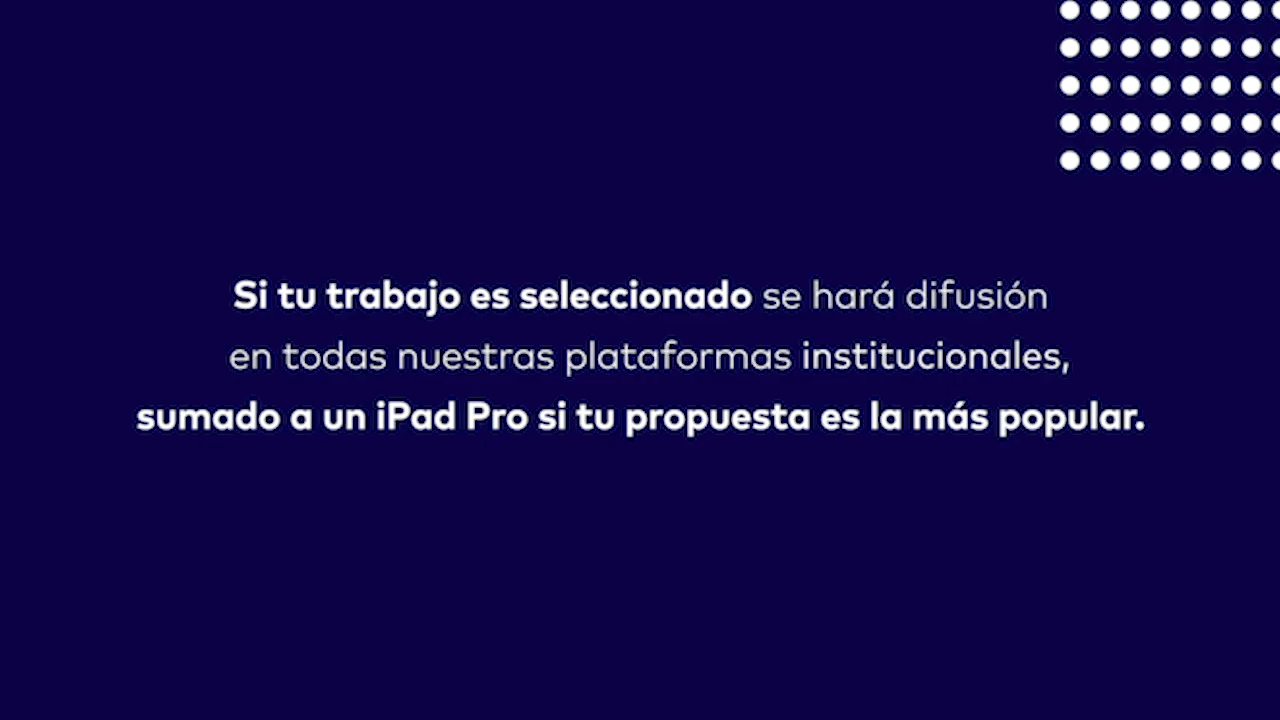 Si tu trabajo es seleccionado se hará difusión
en todas nuestras plataformas institucionales,
sumado a un iPad Pro si tu propuesta es la más popular.